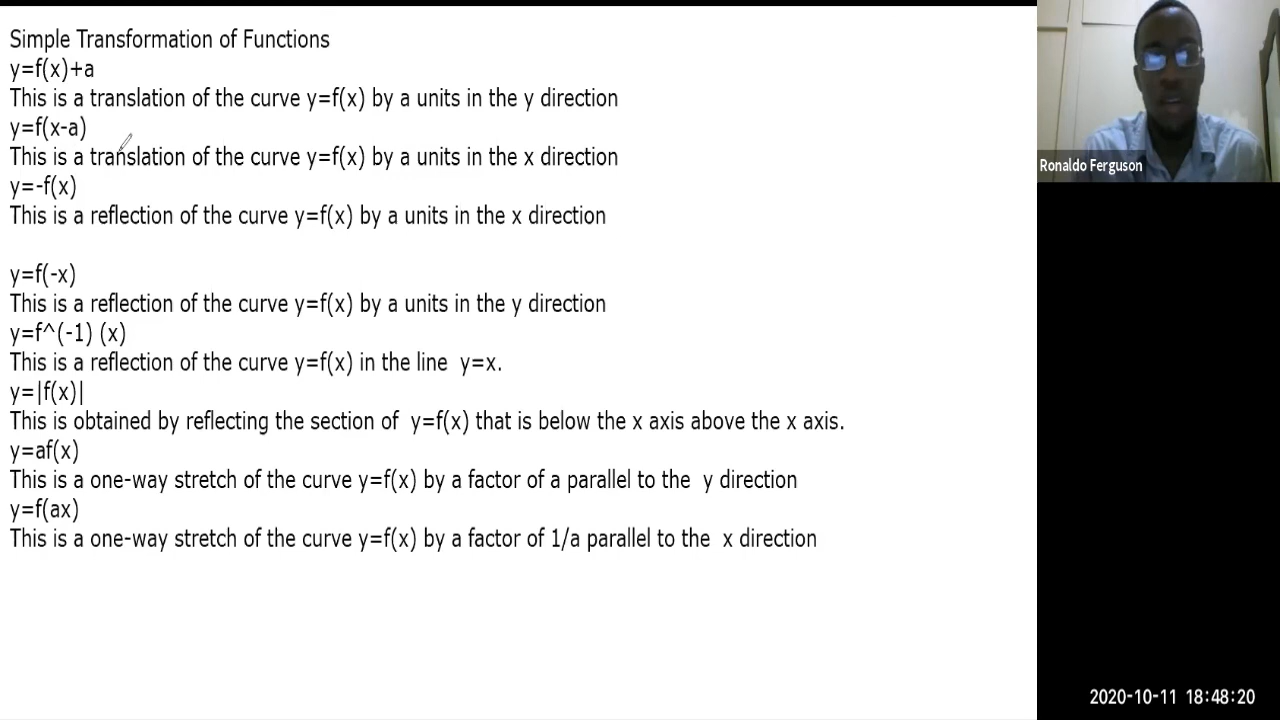 Simple Transformation of Functions
y=f(x)+a
This is a translation of the curve y=f(x) by a units in the y direction
y=f(x-a)
This is a translation of the curve y=f(x) by a units in the x direction
y=-f(x)
This is a reflection of the curve y=f(x) by a units in the x direction
y=f(-x)
This is a reflection of the curve y=f(x) by a units in the y direction
y=f^(-1) (x)
This is a reflection of the curve y=f(x) in the line  y=x.
y=|f(x)|
This is obtained by reflecting the section of  y=f(x) that is below the x axis above the x axis.
y=af(x)
This is a one-way stretch of the curve y=f(x) by a factor of a parallel to the  y direction
y=f(ax)
This is a one-way stretch of the curve y=f(x) by a factor of 1/a parallel to the  x direction
Ronaldo Ferguson
2020-10-11 18:48:20